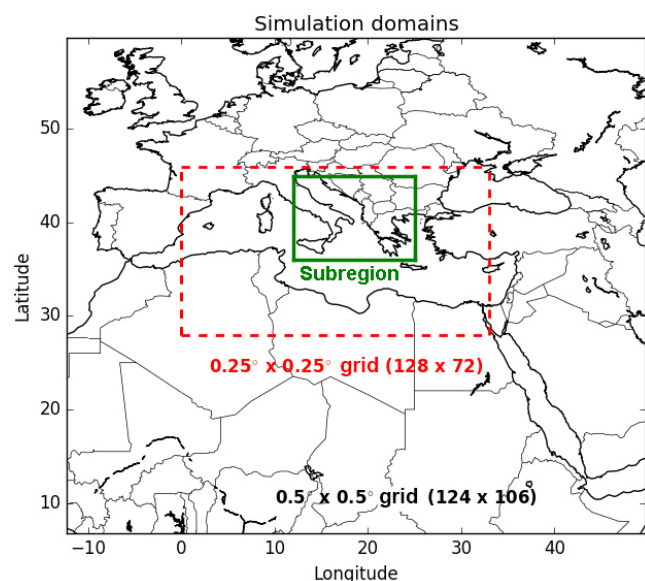 Simulation domains
50
40
30
20
10
Latitude
Subregion
0.25° x 0.25° grid (128 x 72)
0.5° x 0.5° grid (124 x 106)
−10 0 10 20 30 40
Longitude